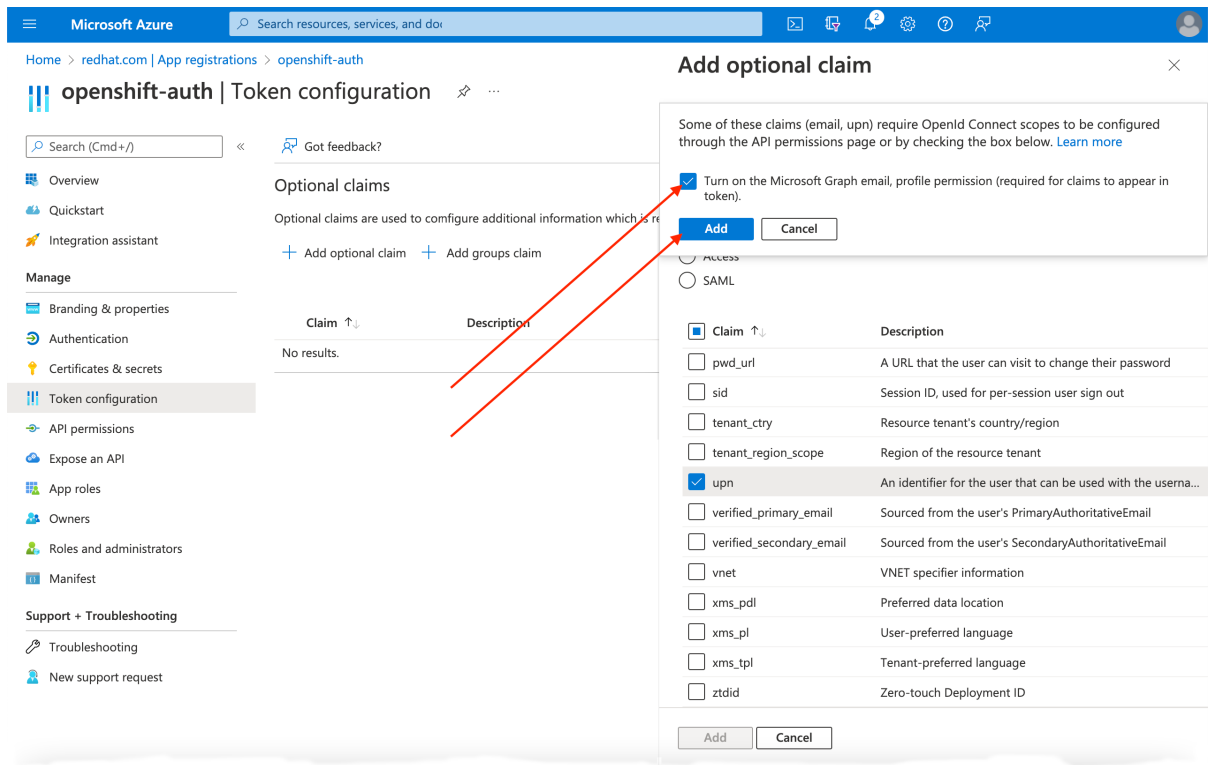 Microsoft Azure
Search resources, services, and doc
2
Home > redhat.com | App registrations > openshift-auth
openshift-auth | Token configuration
...
Search (Cmd+/)
«
Overview
Quickstart
Integration assistant
Manage
Branding & properties
Authentication
Certificates & secrets
Token configuration
API permissions
Expose an API
App roles
Owners
Roles and administrators
Manifest
Support + Troubleshooting
Troubleshooting
New support request
Got feedback?
Optional claims
Optional claims are used to configure additional information which is re
+ Add optional claim + Add groups claim
Claim ↑↓ Description
No results.
Add optional claim
Some of these claims (email, upn) require OpenId Connect scopes to be configured
through the API permissions page or by checking the box below. Learn more
Turn on the Microsoft Graph email, profile permission (required for claims to appear in
token).
Add Cancel
Access
SAML
Claim ↑↓ Description
pwd_url A URL that the user can visit to change their password
sid Session ID, used for per-session user sign out
tenant_ctry Resource tenant's country/region
tenant_region_scope Region of the resource tenant
upn An identifier for the user that can be used with the userna...
verified_primary_email Sourced from the user's PrimaryAuthoritativeEmail
verified_secondary_email Sourced from the user's SecondaryAuthoritativeEmail
vnet VNET specifier information
xms_pdl Preferred data location
xms_pl User-preferred language
xms_tpl Tenant-preferred language
ztdid Zero-touch Deployment ID
Add Cancel